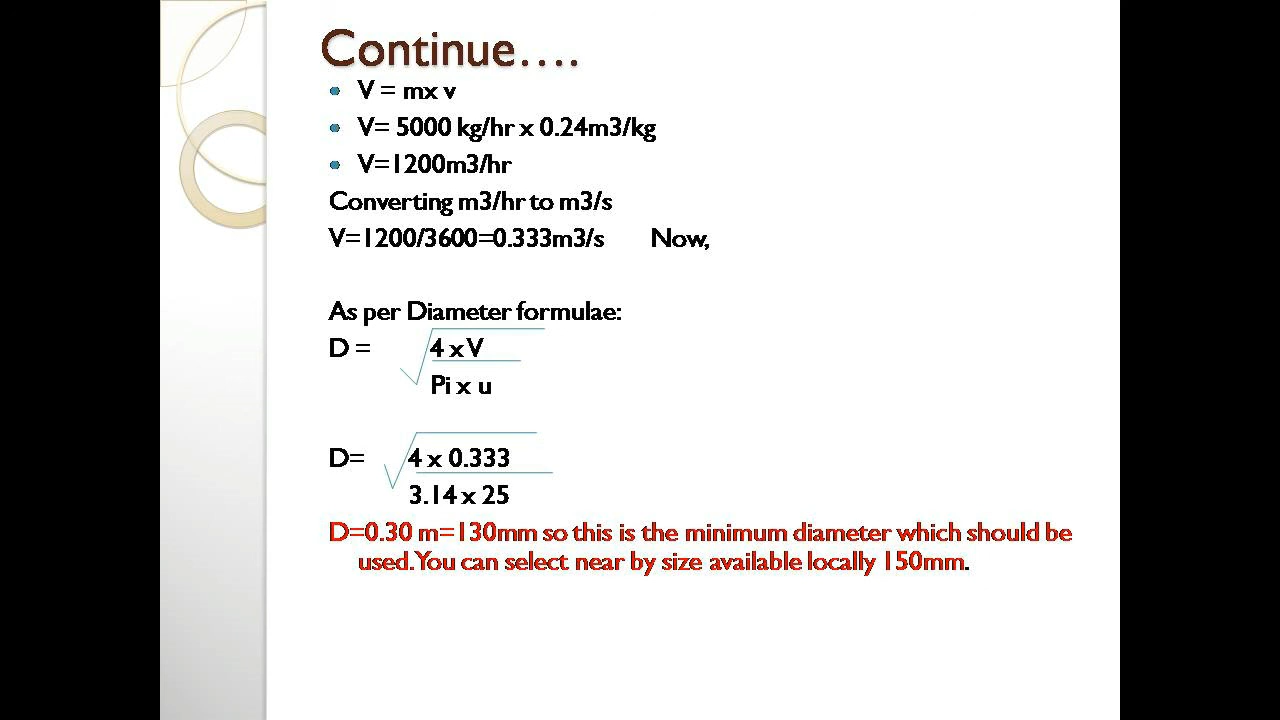 Continue....
V = mx v
V= 5000 kg/hr x 0.24m3/kg
V=1200m3/hr
Converting m3/hr to m3/s
V=1200/3600=0.333m3/s Now,
As per Diameter formulae:
D = 4 x V
Pi x u
D= 4 x 0.333
3.14 x 25
D=0.30 m=130mm so this is the minimum diameter which should be
used. You can select near by size available locally 150mm.